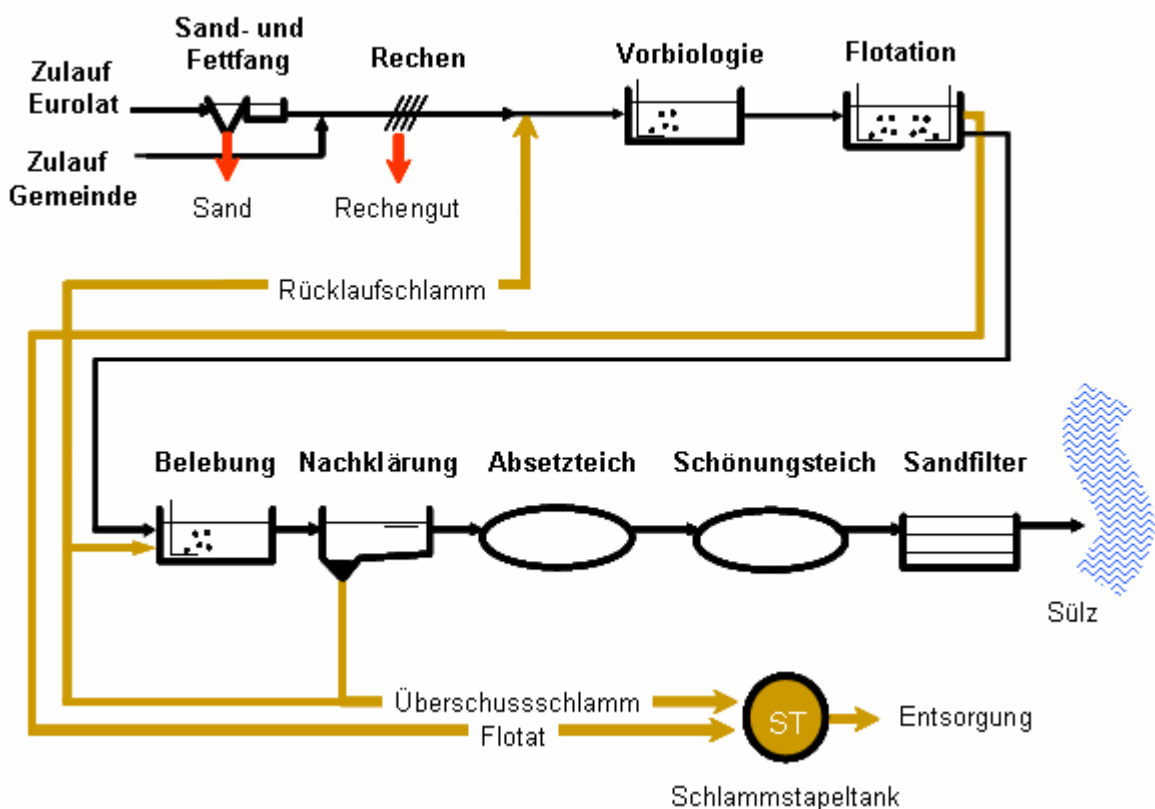 Sand- und
Fettfang
Rechen
Vorbiologie
Flotation
Zulauf
Eurolat
Zulauf
Gemeinde
Sand
Rechengut
Rücklaufschlamm
Belebung
Nachklärung
Absetzteich
Schönungsteich
Sandfilter
Sülz
Überschussschlamm
Flotat
ST
Entsorgung
Schlammstapeltank